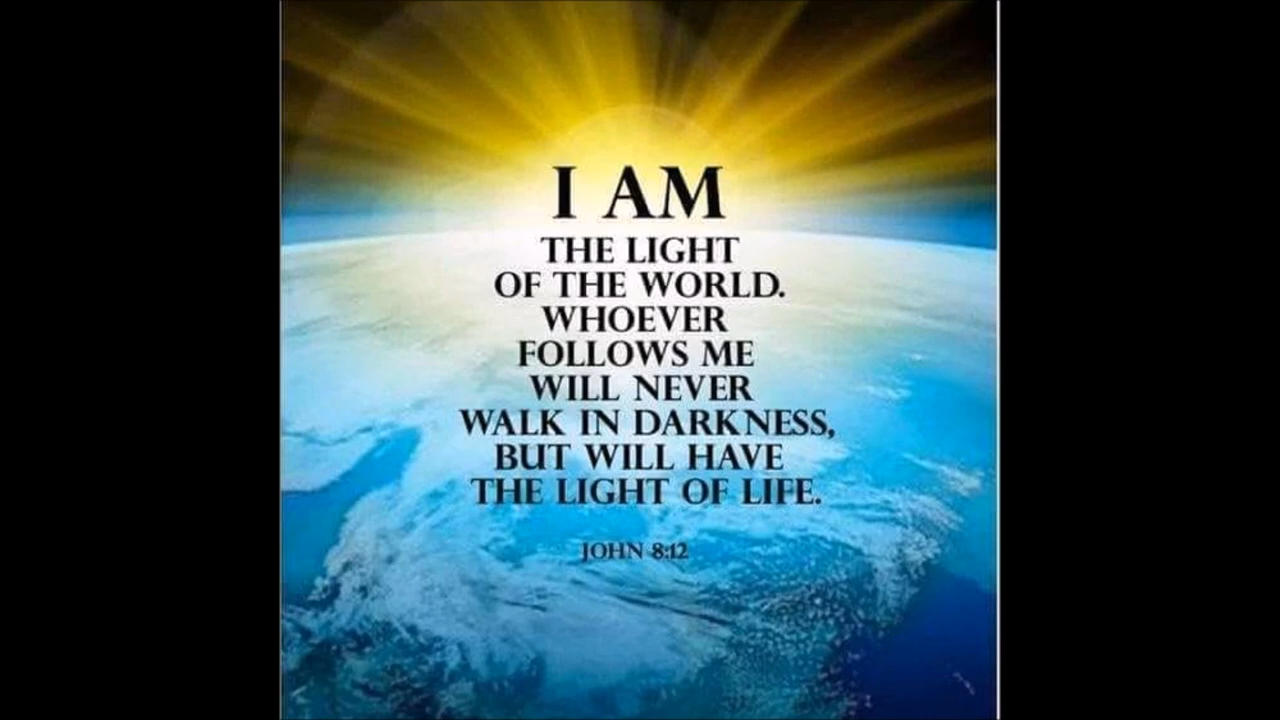 I AM
THE LIGHT
OF THE WORLD.
WHOEVER
FOLLOWS ME
WILL NEVER
WALK IN DARKNESS,
BUT WILL HAVE
THE LIGHT OF LIFE.
JOHN 8:12